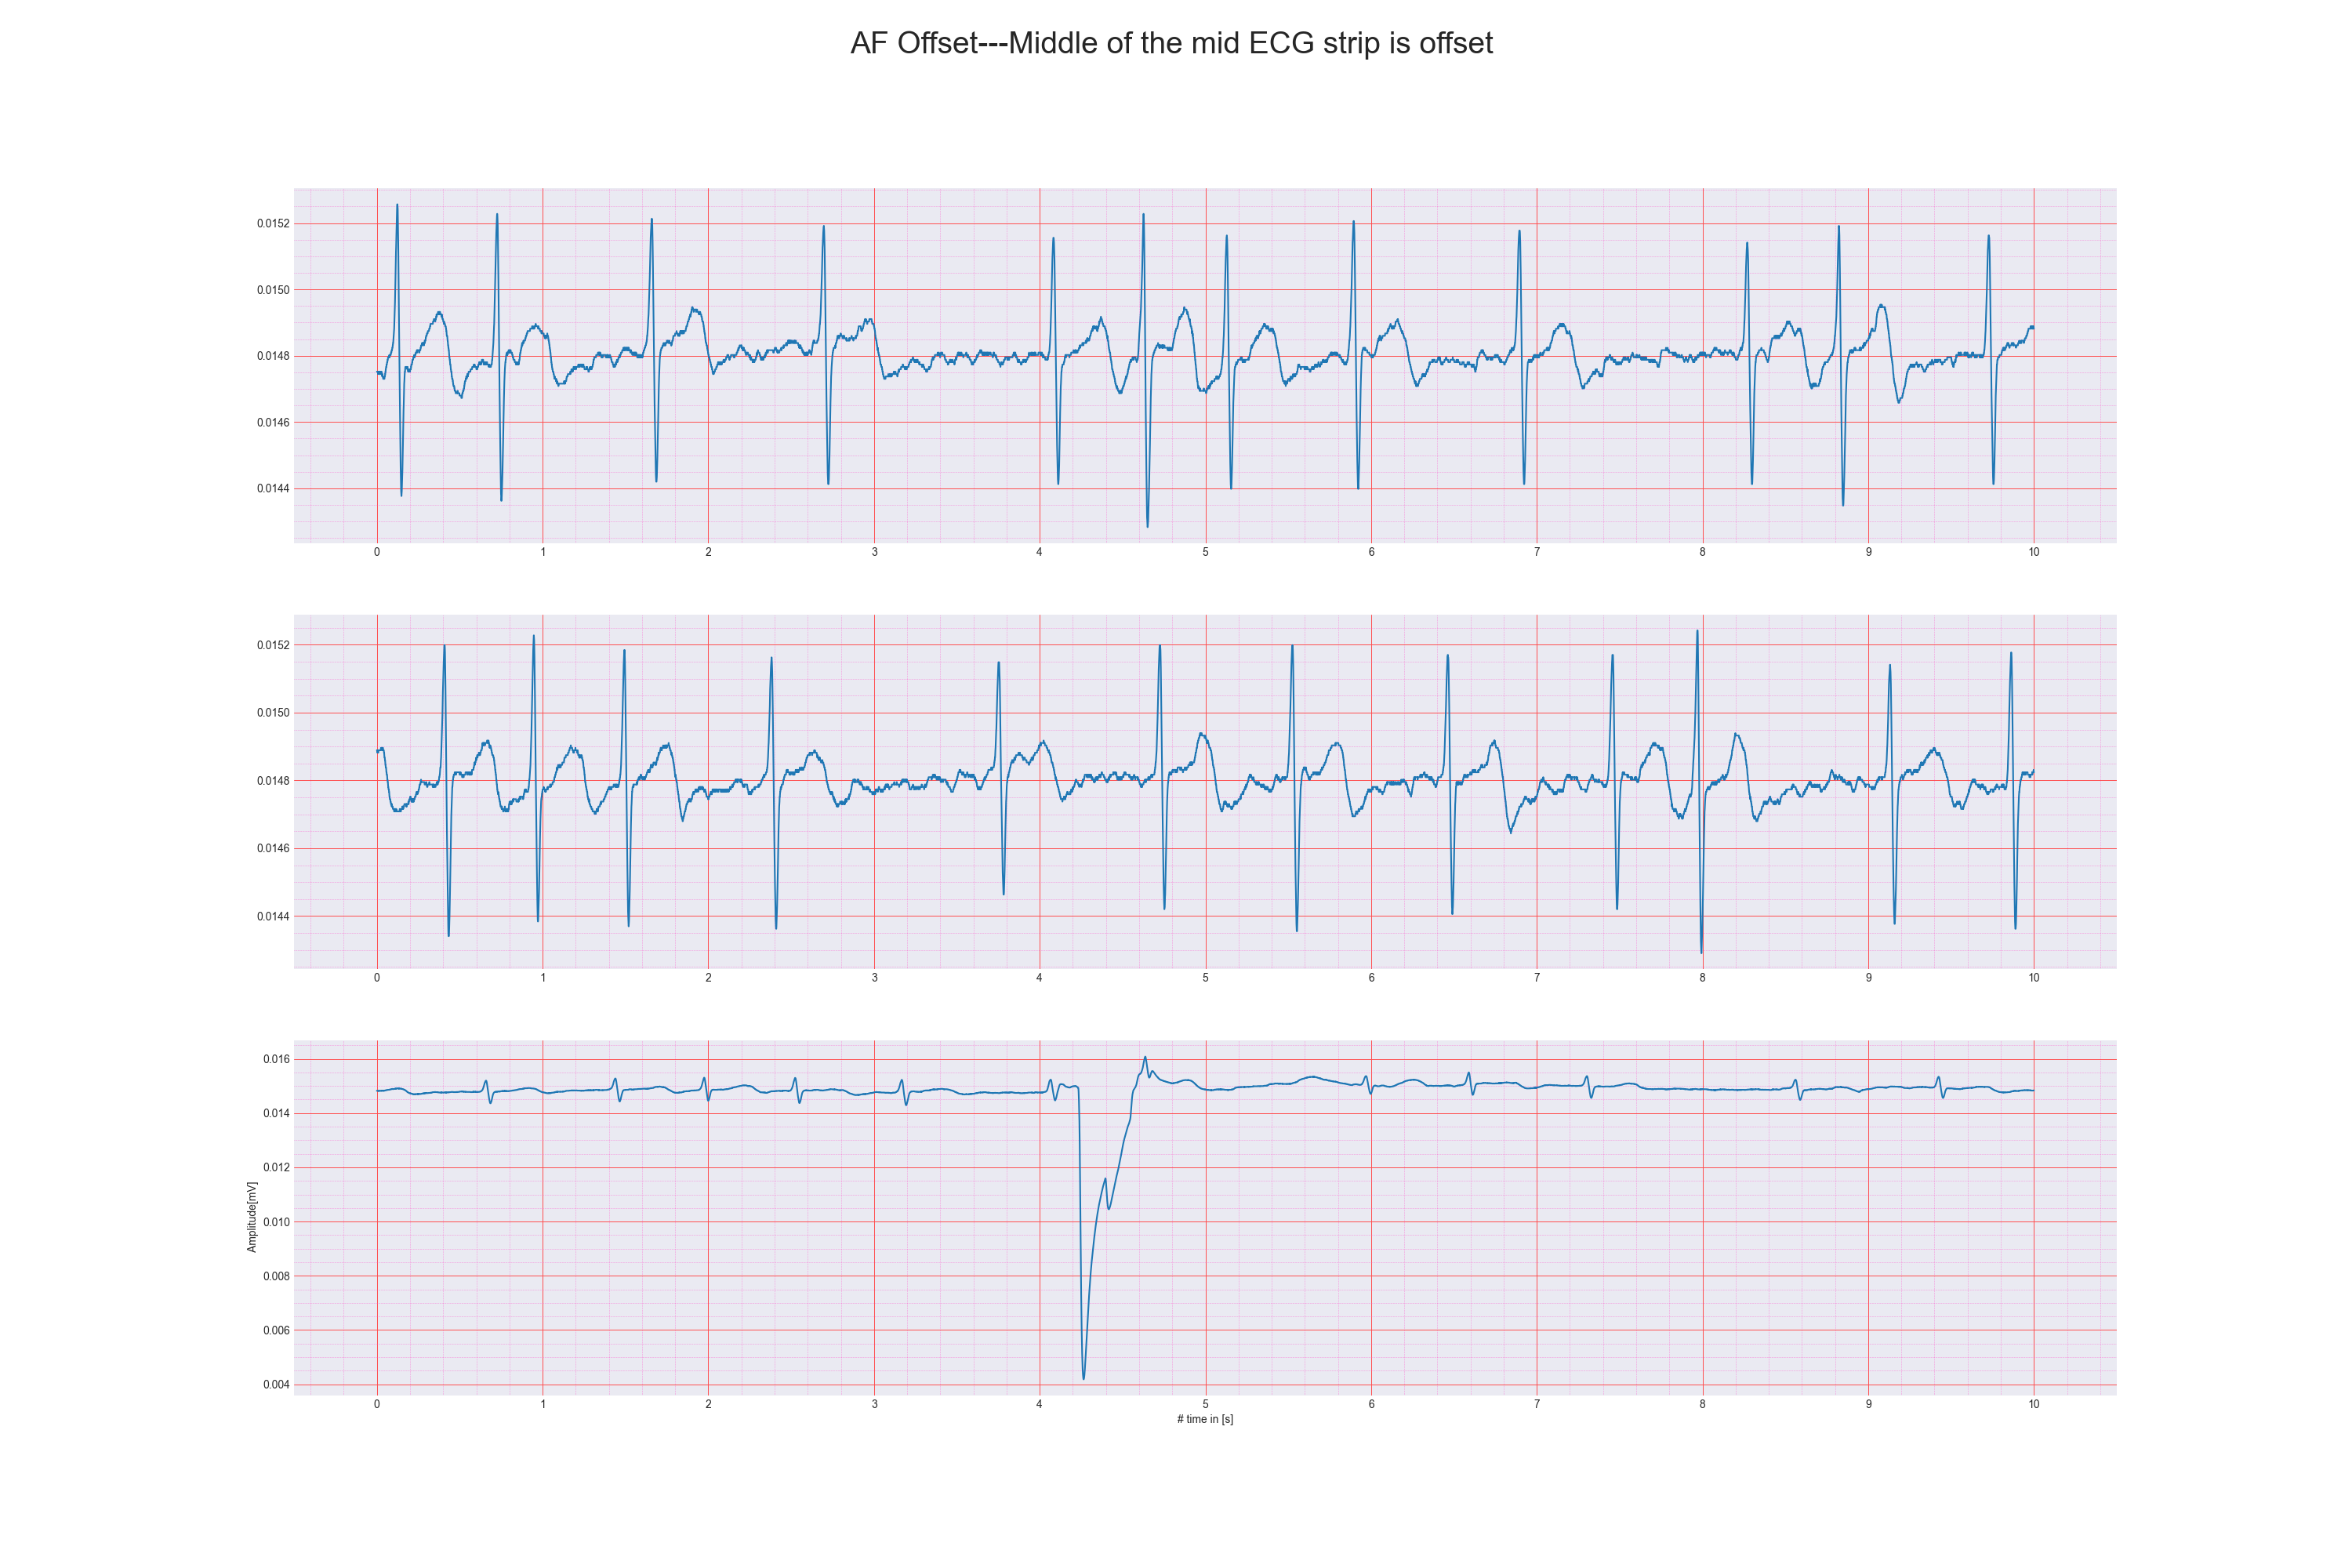 AF Offset---Middle of the mid ECG strip is offset
0.0152
0.0150
0.0148
0.0146
0.0144
0 1 2 3 4 5 6 7 8 9 10
0.0152
0.0150
0.0148
0.0146
0.0144
0 1 2 3 4 5 6 7 8 9 10
Amplitude[mV]
0.016
0.014
0.012
0.010
0.008
0.006
0.004
0 1 2 3 4 5 6 7 8 9 10
# time in [s]